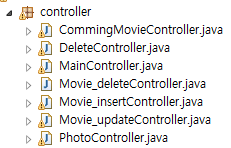 controller
CommingMovieController.java
DeleteController.java
MainController.java
Movie_deleteController.java
Movie_insertController.java
Movie_updateController.java
PhotoController.java